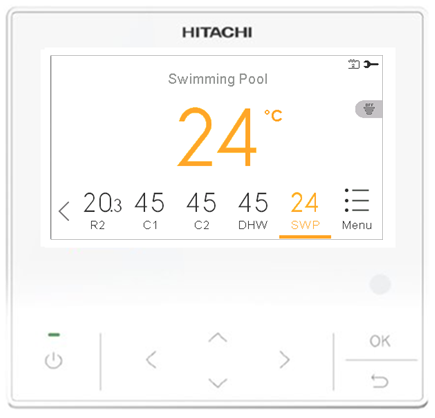 HITACHI
Swimming Pool
24 °C
20.3 45 45 45 24
R2 C1 C2 DHW SWP Menu
OK